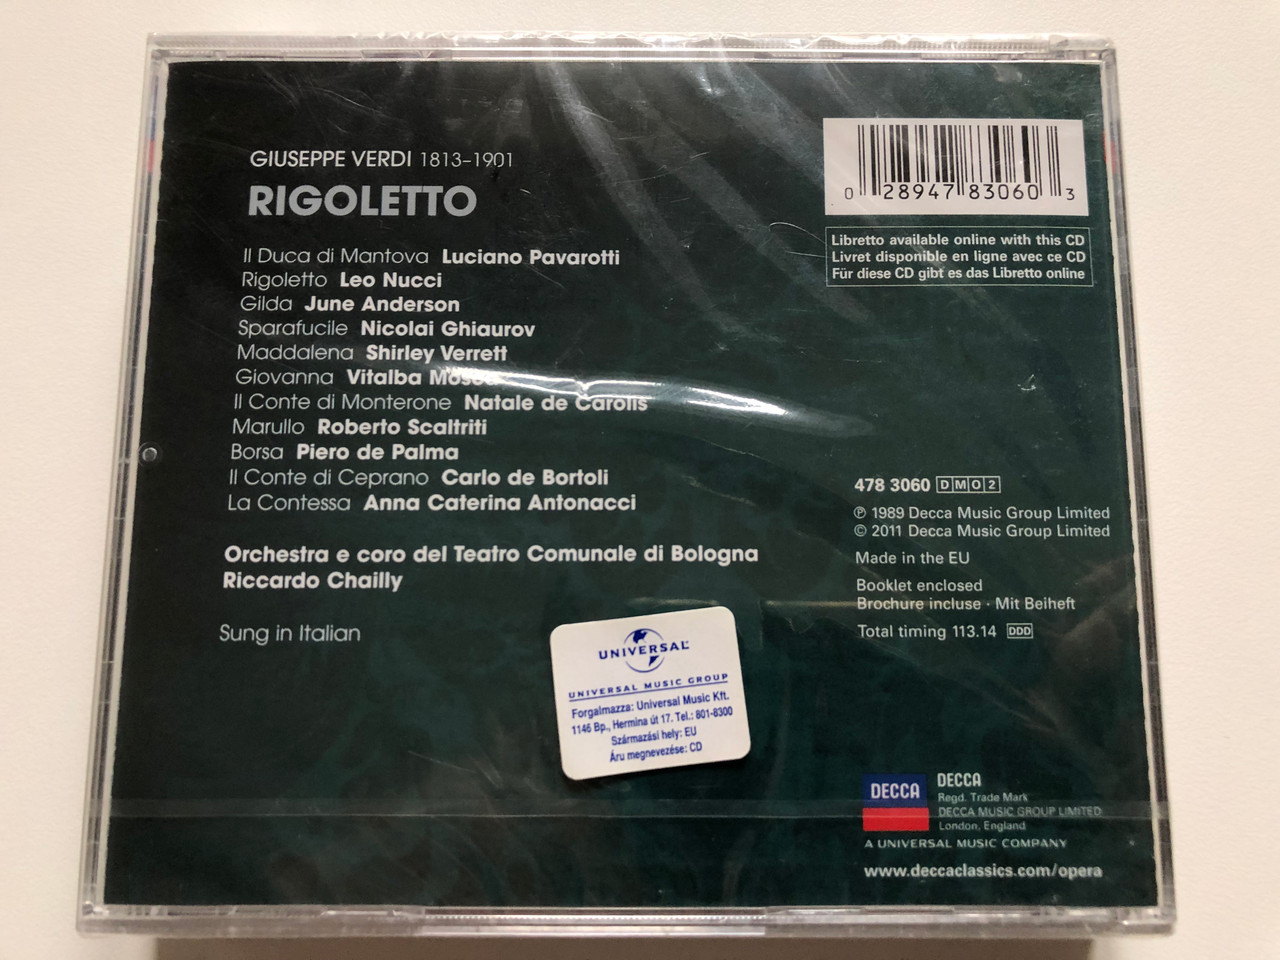 GIUSEPPE VERDI 1813–1901
RIGOLETTO
Il Duca di Mantova Luciano Pavarotti
Rigoletto Leo Nucci
Gilda June Anderson
Sparafucile Nicolai Ghiaurov
Maddalena Shirley Verrett
Giovanna Vitalba
Il Conte di Monterone Natale de Carolis
Marullo Roberto Scaltriti
Borsa Piero de Palma
Il Conte di Ceprano Carlo de Bortoli
La Contessa Anna Caterina Antonacci
Orchestra e coro del Teatro Comunale di Bologna
Riccardo Chailly
Sung in Italian
0 28947 83060 3
Libretto available online with this CD
Livret disponible en ligne avec ce CD
Für diese CD gibt es das Libretto online
478 3060 DMO2
℗ 1989 Decca Music Group Limited
© 2011 Decca Music Group Limited
Made in the EU
Booklet enclosed
Brochure incluse · Mit Beiheft
Total timing 113.14 DDD
UNIVERSAL
UNIVERSAL MUSIC GROUP
Forgalmazza: Universal Music Kft.
1146 Bp., Hermina út 17. Tel.: 801-8300
Származási hely: EU
Áru megnevezése: CD
DECCA
DECCA
Regd. Trade Mark
DECCA MUSIC GROUP LIMITED
London, England
A UNIVERSAL MUSIC COMPANY
www.deccaclassics.com/opera